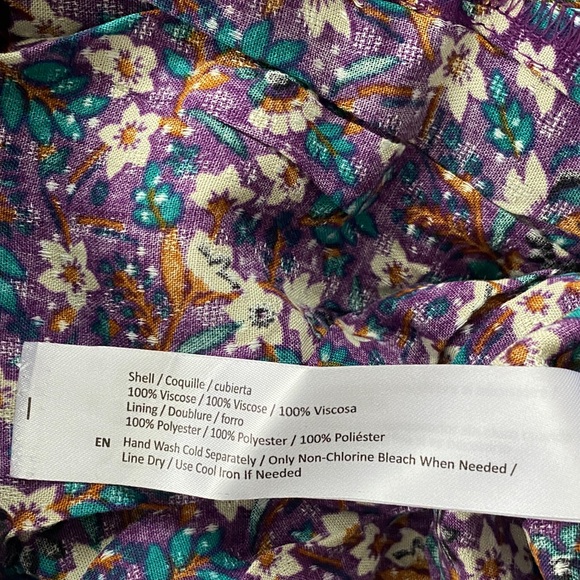 Shell / Coquille / cubierta
100% Viscose / 100% Viscose / 100% Viscosa
Lining / Doublure / forro
100% Polyester / 100% Polyester / 100% Poliéster
EN Hand Wash Cold Separately / Only Non-Chlorine Bleach When Needed /
Line Dry / Use Cool Iron If Needed